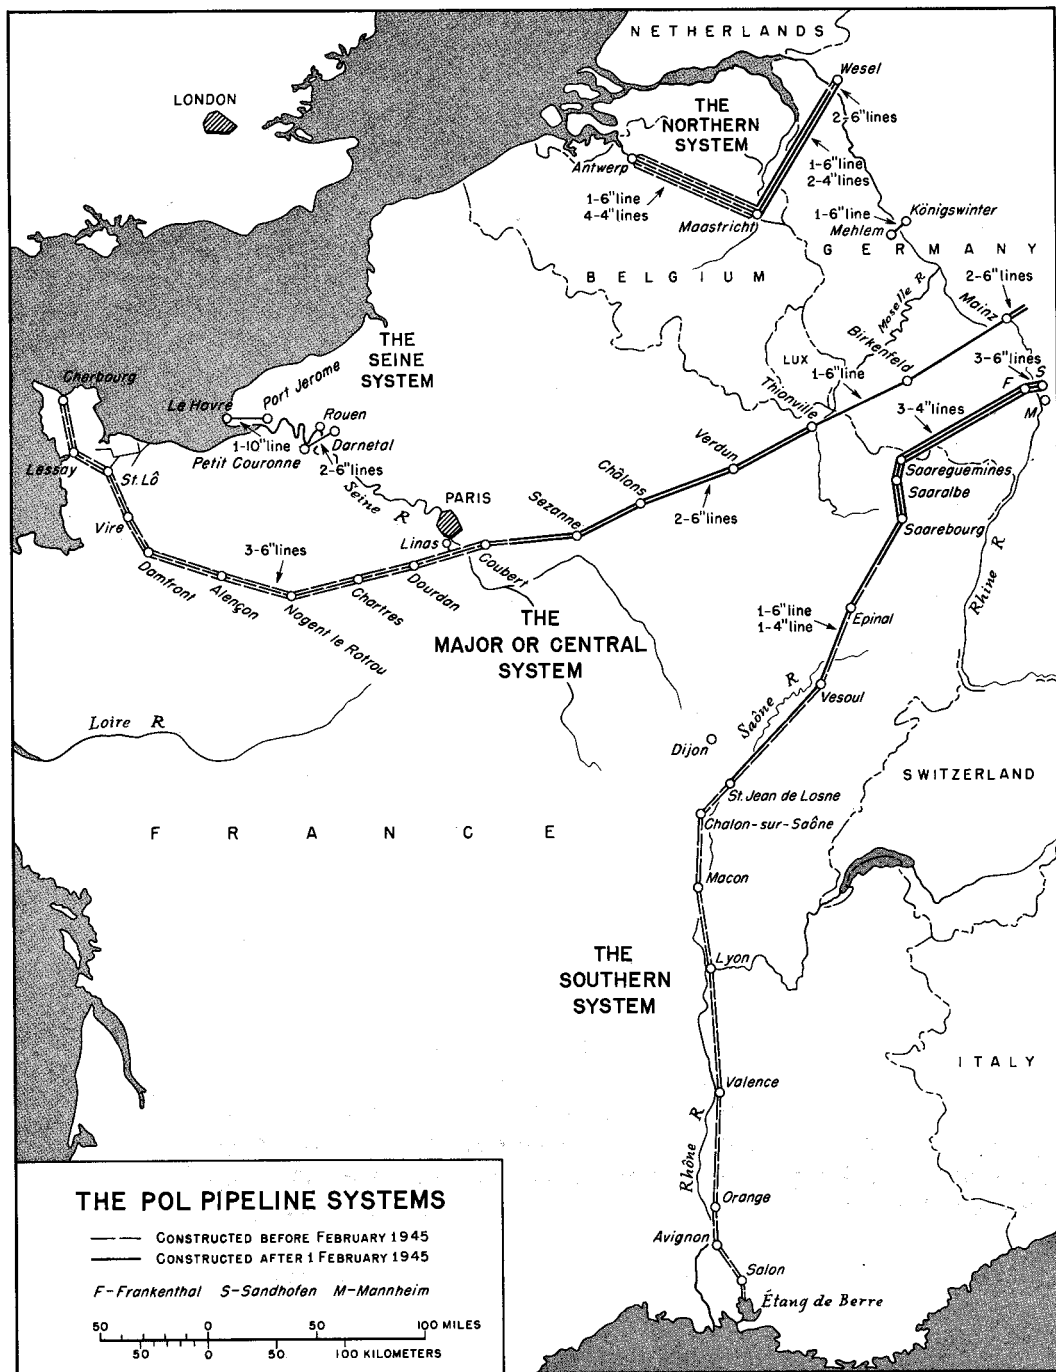 NETHERLANDS
LONDON
Wesel
THE
NORTHERN
SYSTEM
2-6"lines
Antwerp
1-6"line
2-4"lines
1-6"line
4-4"lines
Maastricht
1-6"line
Königswinter
Mehlem
GERMANY
BELGIUM
Moselle R
2-6"lines
Mainz
THE
SEINE
SYSTEM
LUX
Birkenfeld
1-6"line
3-6"lines
S
F
M
Cherbourg
Port Jerome
Le Havre
Rouen
Thionville
3-4"lines
1-10"line
Darnetal
Petit Couronne
2-6"lines
Verdun
Lessay
St. Lô
Saareguemines
Saaralbe
Châlons
Seine R
PARIS
Sezanne
2-6"lines
Saarebourg
Vire
Linas
Coubert
3-6"lines
Damfront
Alençon
Nogent le Rotrou
Chartres
Dourdan
Rhine R
THE
MAJOR OR CENTRAL
SYSTEM
1-6"line
1-4"line
Epinal
Vesoul
Saône R
Loire R
Dijon
SWITZERLAND
St. Jean de Losne
Chalon-sur-Saône
FRANCE
Macon
THE
SOUTHERN
SYSTEM
Lyon
ITALY
Valence
Rhône R
Orange
Avignon
Salon
Étang de Berre
THE POL PIPELINE SYSTEMS
CONSTRUCTED BEFORE FEBRUARY 1945
CONSTRUCTED AFTER 1 FEBRUARY 1945
F-Frankenthal S-Sandhofen M-Mannheim
50 0 50 100 MILES
50 0 50 100 KILOMETERS